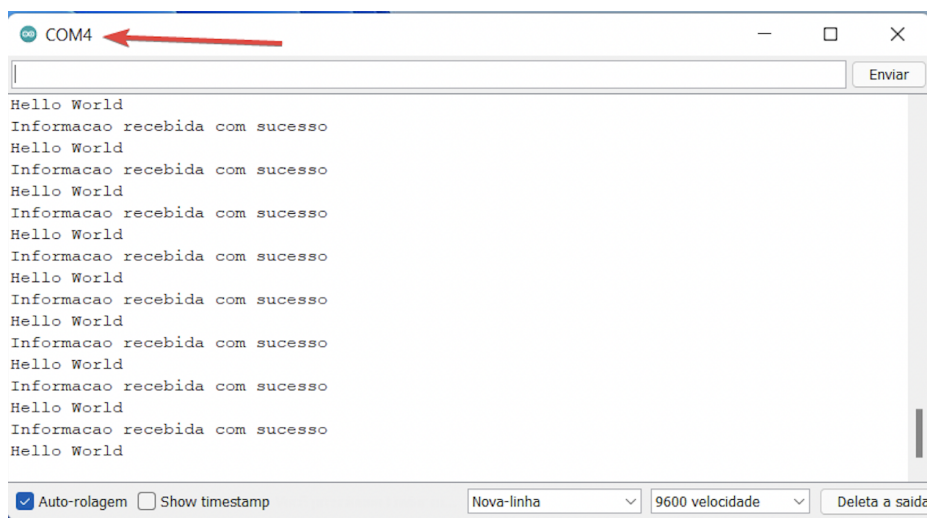 COM4
Enviar
Hello World
Informacao recebida com sucesso
Hello World
Informacao recebida com sucesso
Hello World
Informacao recebida com sucesso
Hello World
Informacao recebida com sucesso
Hello World
Informacao recebida com sucesso
Hello World
Informacao recebida com sucesso
Hello World
Informacao recebida com sucesso
Hello World
Informacao recebida com sucesso
Hello World
Auto-rolagem Show timestamp Nova-linha 9600 velocidade Deleta a saida